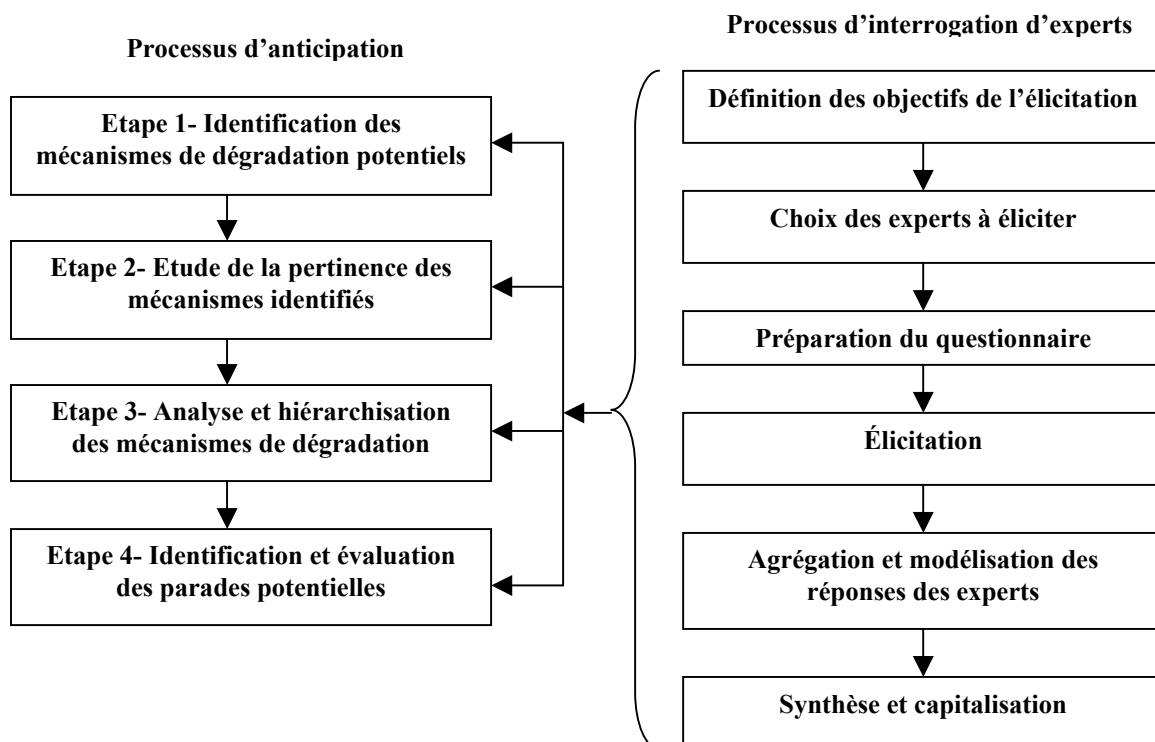 Processus d’anticipation
Etape 1- Identification des
mécanismes de dégradation potentiels
Etape 2- Etude de la pertinence des
mécanismes identifiés
Etape 3- Analyse et hiérarchisation
des mécanismes de dégradation
Etape 4- Identification et évaluation
des parades potentielles
Processus d’interrogation d’experts
Définition des objectifs de l’élicitation
Choix des experts à éliciter
Préparation du questionnaire
Élicitation
Agrégation et modélisation des
réponses des experts
Synthèse et capitalisation